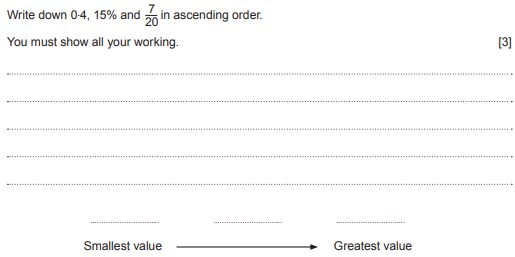 Write down 0·4, 15% and 7/20 in ascending order.
You must show all your working. [3]
Smallest value Greatest value